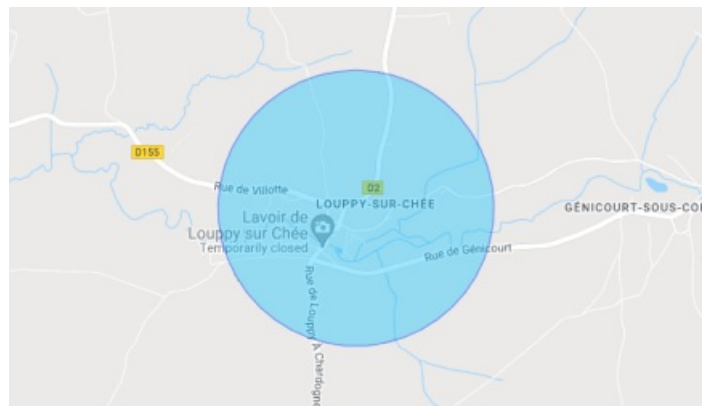 D155
Rue de Villotte
D2
LOUPPY-SUR-CHÉE
GÉNICOURT-SOUS-CO
Lavoir de
Louppy sur Chée
Temporarily closed
Rue de Génicourt
Rue de Louppy À Chardogne